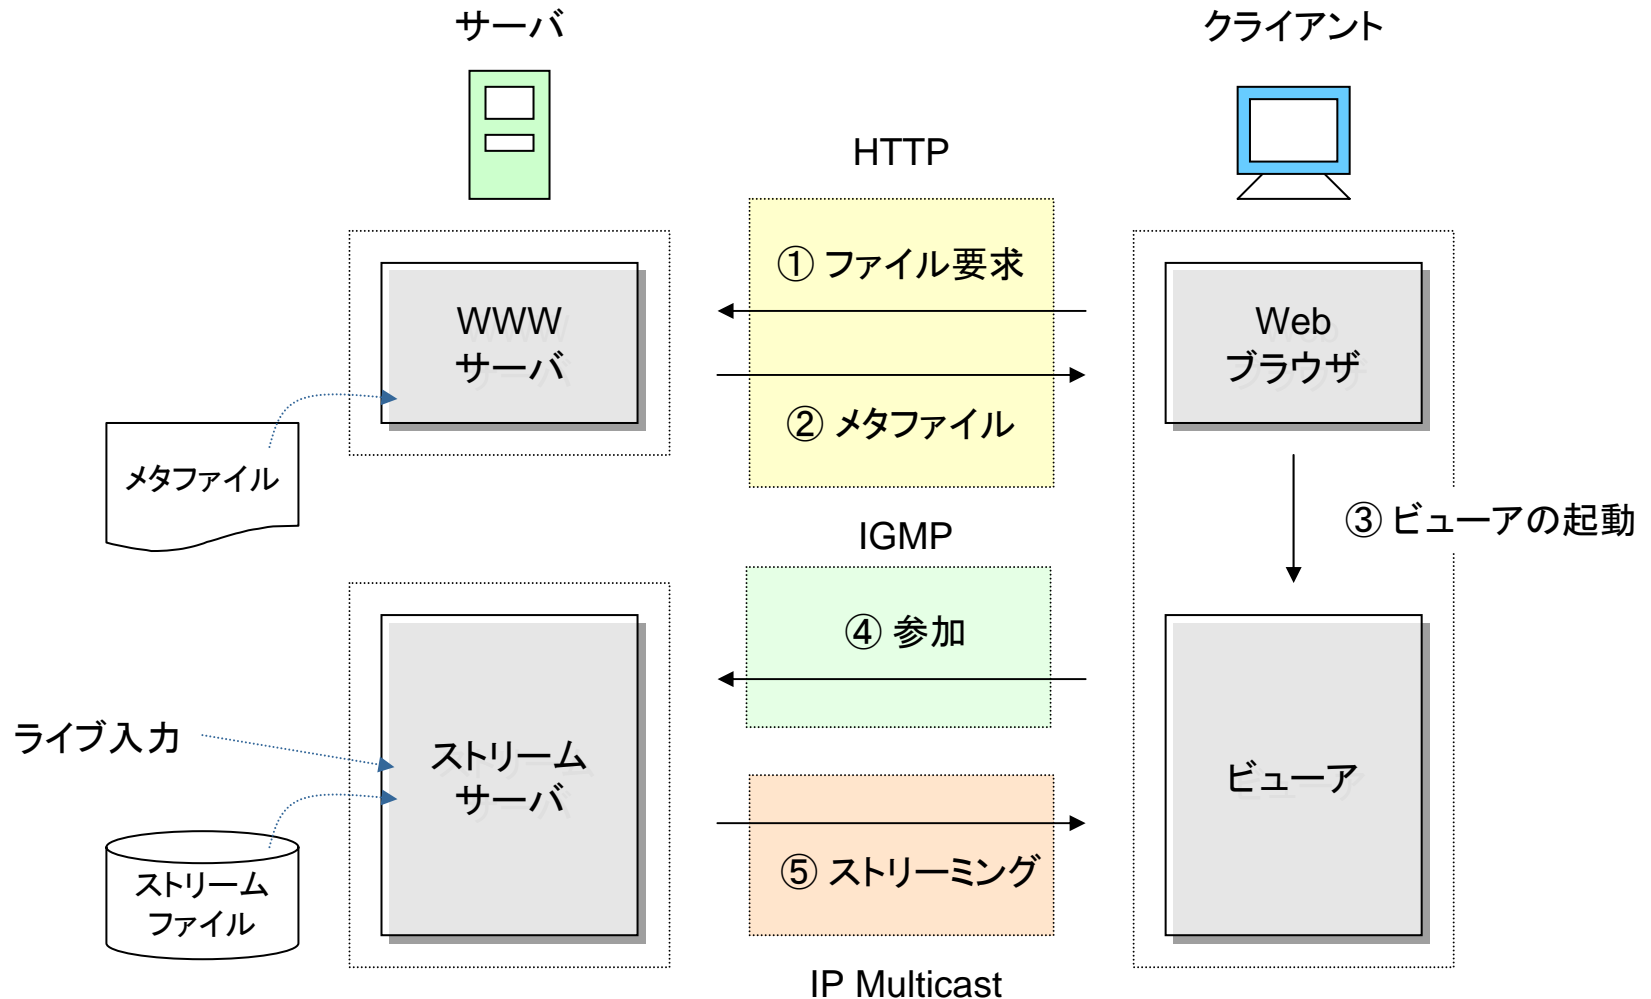 サーバ
クライアント
HTTP
① ファイル要求
WWW
サーバ
Web
ブラウザ
② メタファイル
メタファイル
③ ビューアの起動
IGMP
④ 参加
ライブ入力
ストリーム
サーバ
ビューア
⑤ ストリーミング
ストリーム
ファイル
IP Multicast